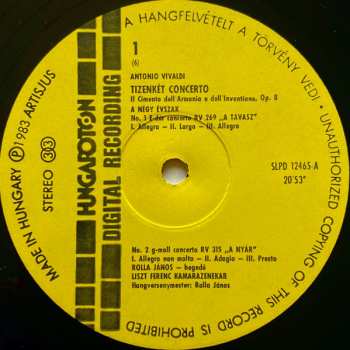 A HANGFELVÉTELT A TÖRVÉNY VÉDI · UNAUTHORIZED COPYING OF THIS RECORD IS PROHIBITED
MADE IN HUNGARY Ⓟ 1983 ARTISJUS
STEREO 33
HUNGAROTON
DIGITAL RECORDING
1
(6)
ANTONIO VIVALDI
TIZENKÉT CONCERTO
Il Cimento dell'Armonia e dell'Inventione, Op. 8
A NÉGY ÉVSZAK
No. 1 E-dúr concerto RV 269 „A TAVASZ"
I. Allegro — II. Largo — III. Allegro
SLPD 12465-A
20'53"
No. 2 g-moll concerto RV 315 „A NYÁR"
I. Allegro non molto — II. Adagio — III. Presto
ROLLA JÁNOS — hegedű
LISZT FERENC KAMARAZENEKAR
Hangversenymester: Rolla János